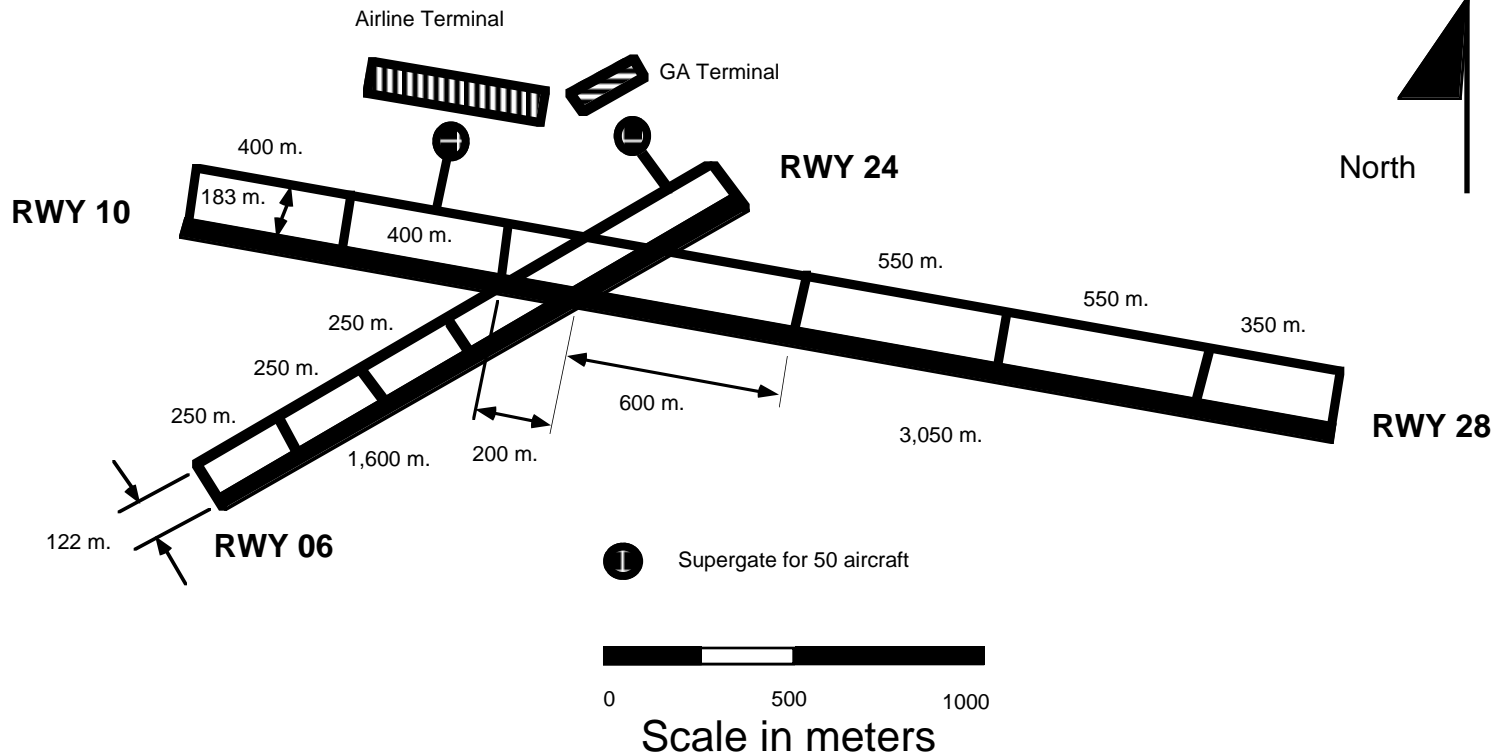 Airline Terminal
GA Terminal
400 m.
RWY 24
North
183 m.
RWY 10
400 m.
550 m.
550 m.
250 m.
350 m.
250 m.
600 m.
250 m.
RWY 28
3,050 m.
1,600 m.
200 m.
122 m.
RWY 06
Supergate for 50 aircraft
0 500 1000
Scale in meters